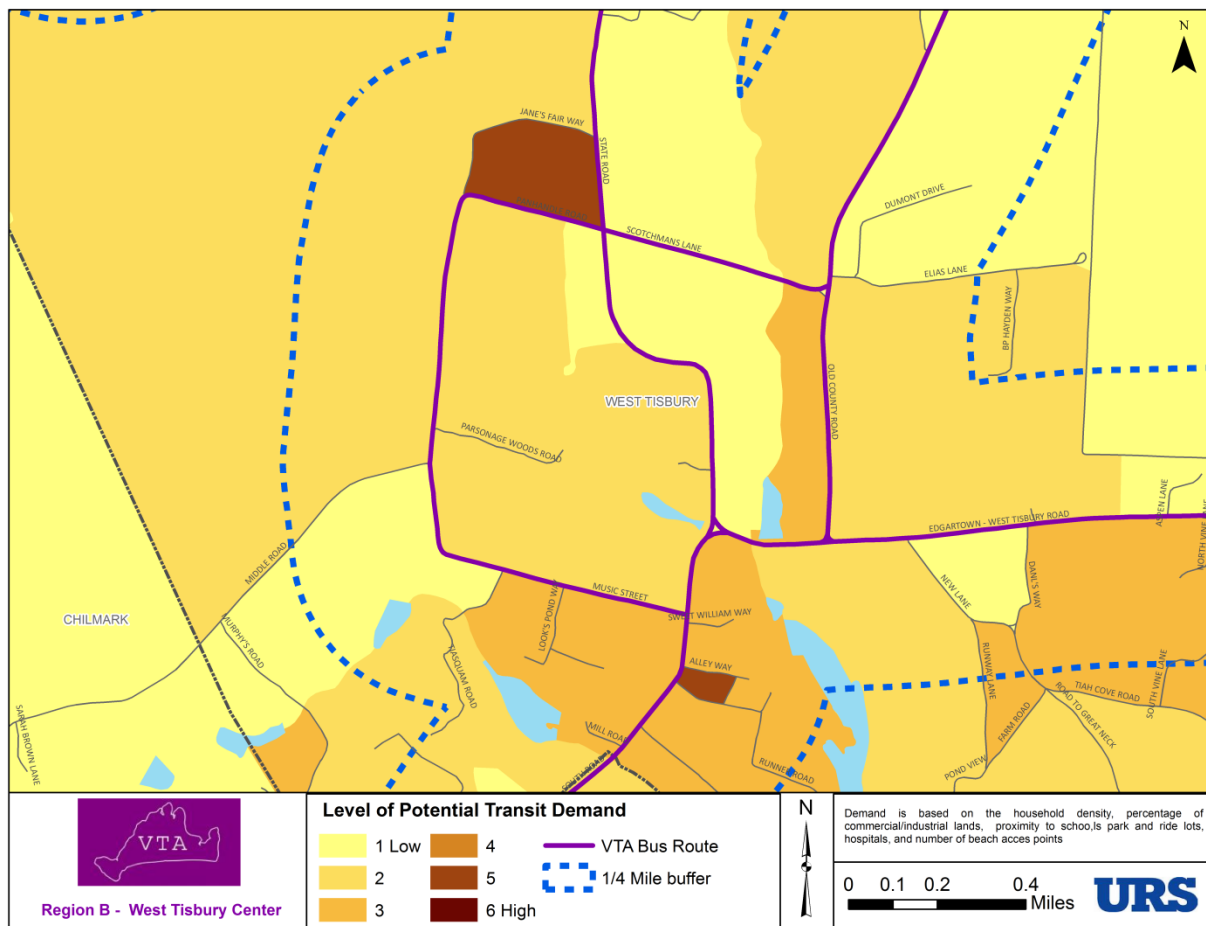 N
JANE'S FAIR WAY
STATE ROAD
PANHANDLE ROAD
SCOTCHMANS LANE
DUMONT DRIVE
ELIAS LANE
BP HAYDEN WAY
OLD COUNTY ROAD
WEST TISBURY
PARSONAGE WOODS ROAD
ASPEN LANE
EDGARTOWN - WEST TISBURY ROAD
MIDDLE ROAD
NORTH VINE LANE
NEW LANE
DANL'S WAY
MUSIC STREET
LOOK'S POND WAY
SWEET WILLIAM WAY
CHILMARK
MURPHY'S ROAD
NASQUAM ROAD
ALLEY WAY
RUNWAY LANE
TIAH COVE ROAD
SOUTH VINE LANE
ROAD TO GREAT NECK
FARM ROAD
SARAH BROWN LANE
MILL ROAD
POND VIEW
VTA
Region B - West Tisbury Center
Level of Potential Transit Demand
1 Low
2
3
4
5
6 High
VTA Bus Route
1/4 Mile buffer
N
Demand is based on the household density, percentage of
commercial/industrial lands, proximity to schoo,ls park and ride lots,
hospitals, and number of beach acces points
0 0.1 0.2 0.4
Miles
URS